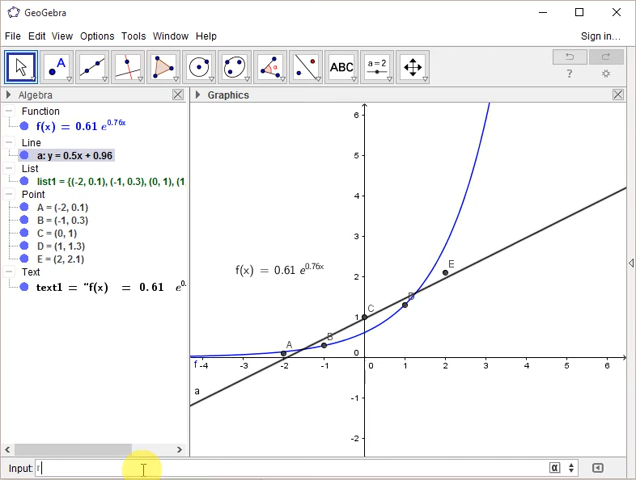 GeoGebra
File Edit View Options Tools Window Help
Sign in...
A
ABC
a=2
?
Algebra
Graphics
Function
f(x) = 0.61 e^0.76x
Line
a: y = 0.5x + 0.96
List
list1 = {(-2, 0.1), (-1, 0.3), (0, 1), (1
Point
A = (-2, 0.1)
B = (-1, 0.3)
C = (0, 1)
D = (1, 1.3)
E = (2, 2.1)
Text
text1 = "f(x) = 0.61 e^0.
6
5
4
3
2
1
0
-1
-2
f(x) = 0.61 e^0.76x
A
B
C
D
E
f
a
-4 -3 -2 -1 0 1 2 3 4 5 6
Input:
α